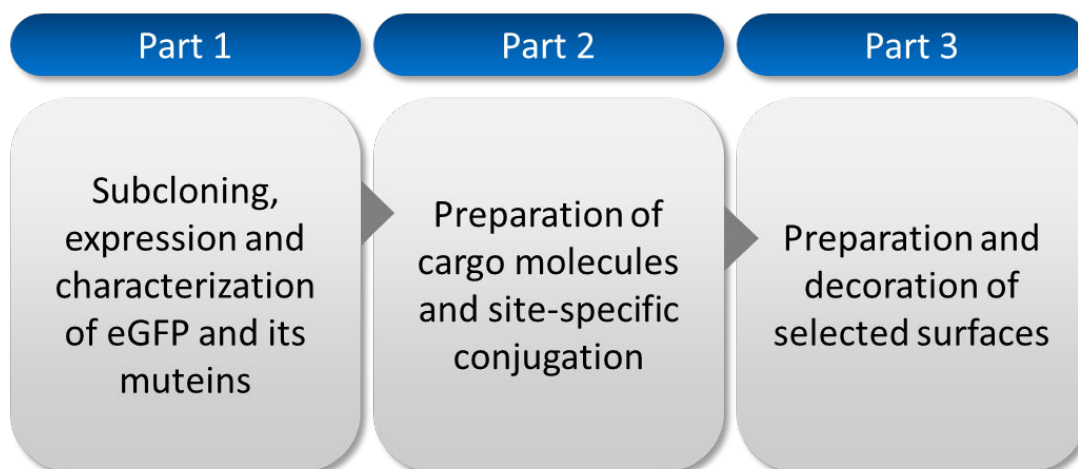 Part 1
Part 2
Part 3
Subcloning,
expression and
characterization
of eGFP and its
muteins
Preparation of
cargo molecules
and site-specific
conjugation
Preparation and
decoration of
selected surfaces